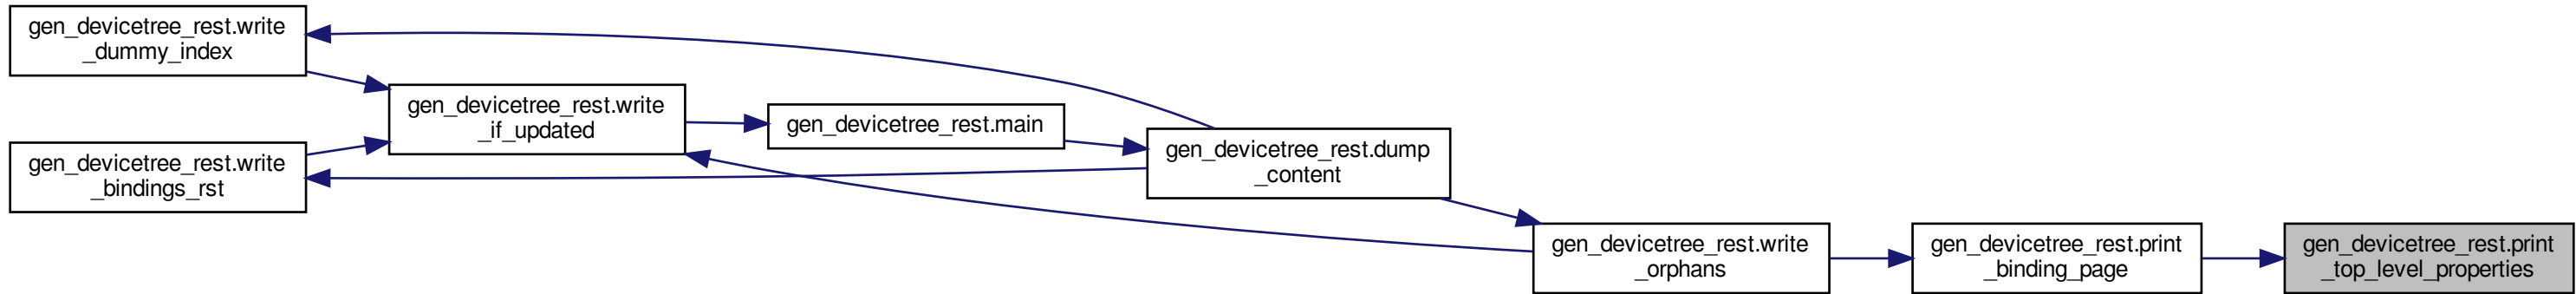 gen_devicetree_rest.write
_dummy_index
gen_devicetree_rest.write
_bindings_rst
gen_devicetree_rest.write
_if_updated
gen_devicetree_rest.main
gen_devicetree_rest.dump
_content
gen_devicetree_rest.write
_orphans
gen_devicetree_rest.print
_binding_page
gen_devicetree_rest.print
_top_level_properties